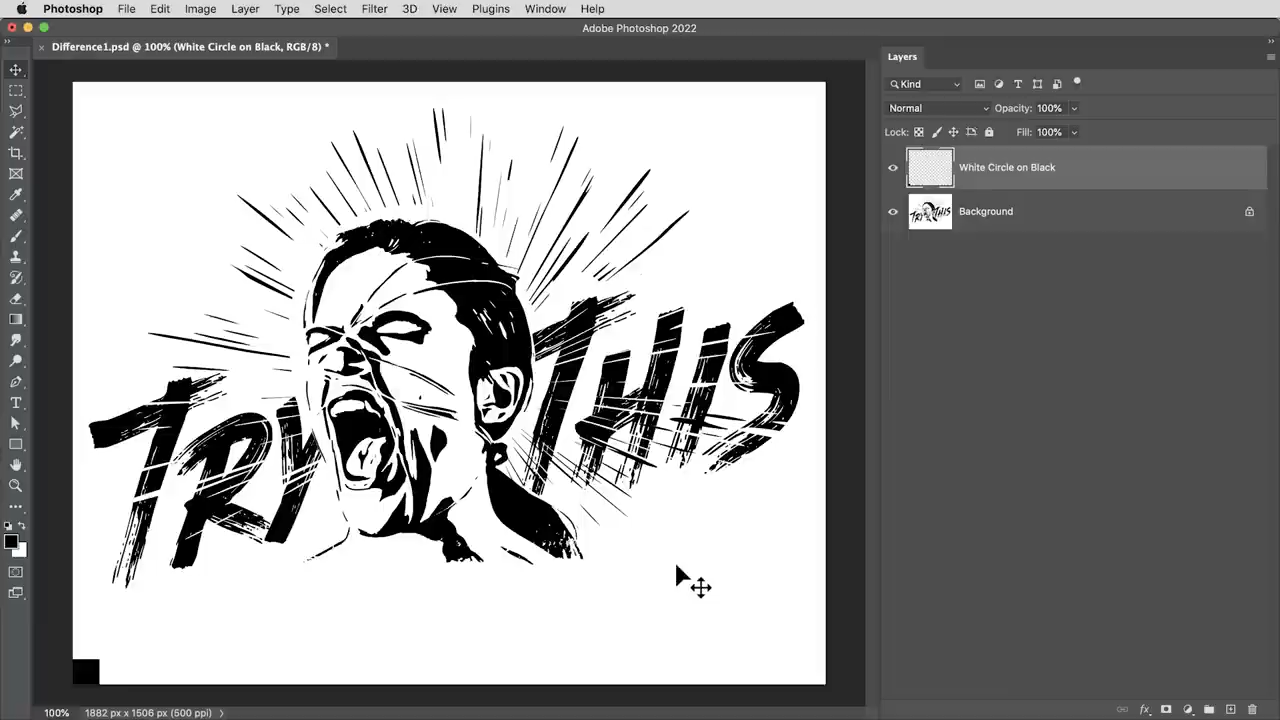 Photoshop File Edit Image Layer Type Select Filter 3D View Plugins Window Help
Adobe Photoshop 2022
Difference1.psd @ 100% (White Circle on Black, RGB/8) *
Layers
Kind
Normal Opacity: 100%
Lock: Fill: 100%
White Circle on Black
Background
TRY THIS
100% 1882 px x 1506 px (500 ppi)